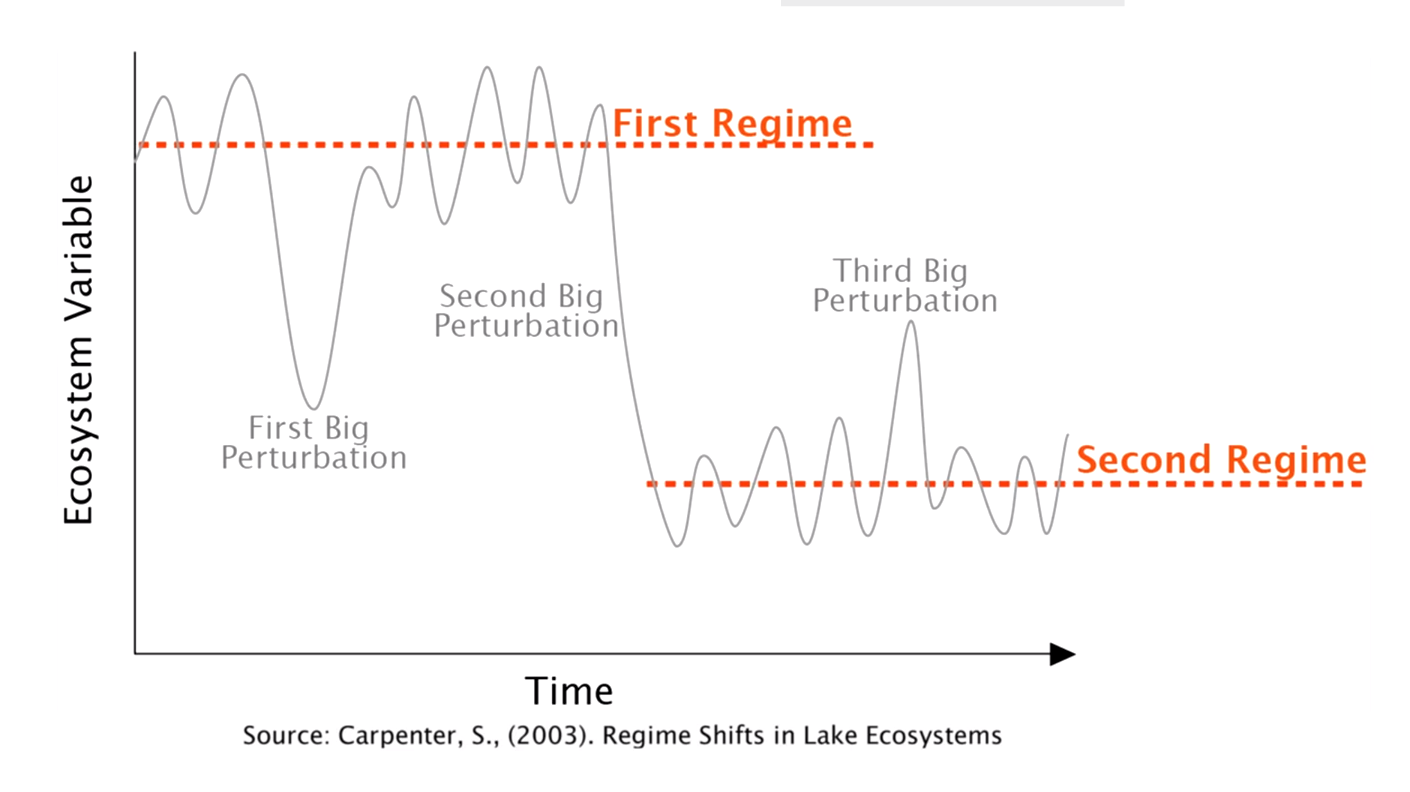 First Regime
Ecosystem Variable
Third Big
Perturbation
Second Big
Perturbation
First Big
Perturbation
Second Regime
Time
Source: Carpenter, S., (2003). Regime Shifts in Lake Ecosystems